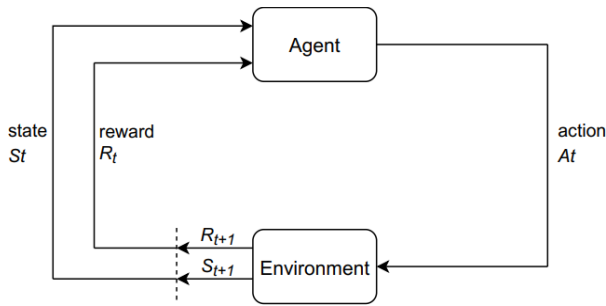 Agent
state
St
reward
Rt
action
At
Rt+1
St+1
Environment